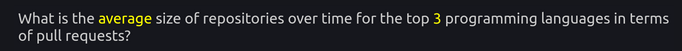 What is the average size of repositories over time for the top 3 programming languages in terms
of pull requests?